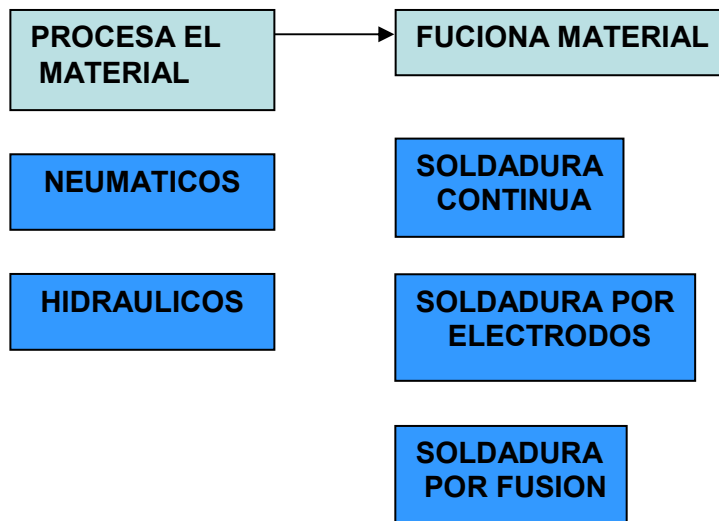 PROCESA EL
MATERIAL
FUCIONA MATERIAL
NEUMATICOS
SOLDADURA
CONTINUA
HIDRAULICOS
SOLDADURA POR
ELECTRODOS
SOLDADURA
POR FUSION